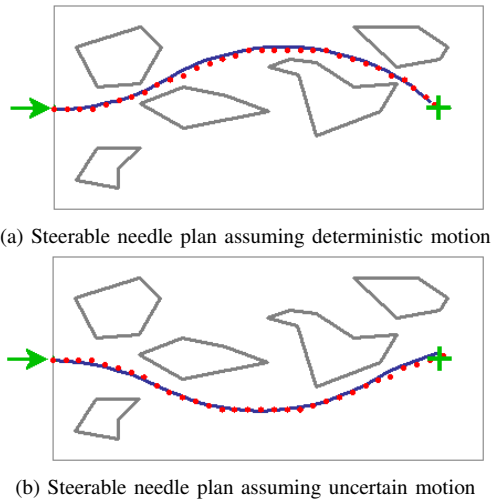 (a) Steerable needle plan assuming deterministic motion
(b) Steerable needle plan assuming uncertain motion